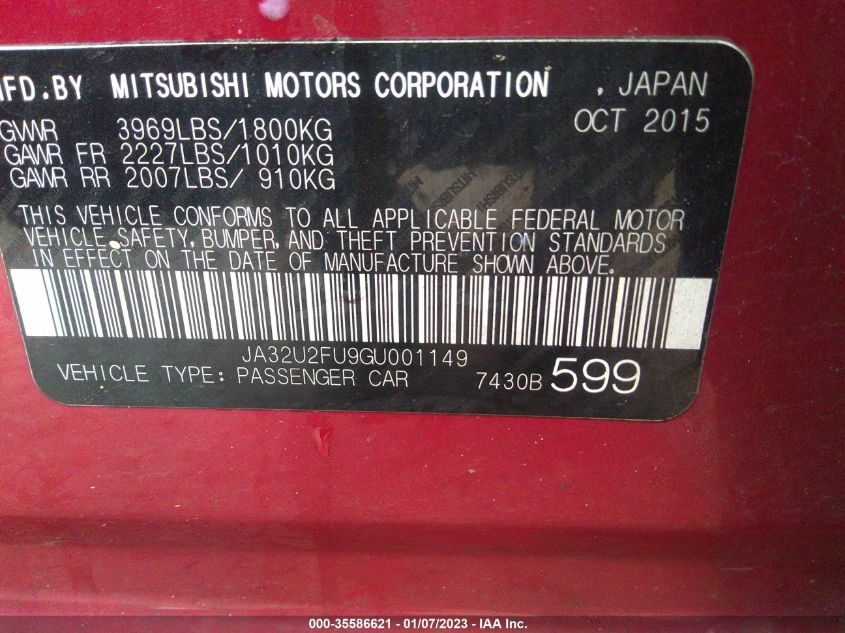 MFD.BY MITSUBISHI MOTORS CORPORATION , JAPAN
OCT 2015
GVWR 3969LBS/1800KG
GAWR FR 2227LBS/1010KG
GAWR RR 2007LBS/ 910KG
THIS VEHICLE CONFORMS TO ALL APPLICABLE FEDERAL MOTOR
VEHICLE SAFETY, BUMPER, AND THEFT PREVENTION STANDARDS
IN EFFECT ON THE DATE OF MANUFACTURE SHOWN ABOVE.
JA32U2FU9GU001149
VEHICLE TYPE: PASSENGER CAR 7430B 599
000-35586621 - 01/07/2023 - IAA Inc.